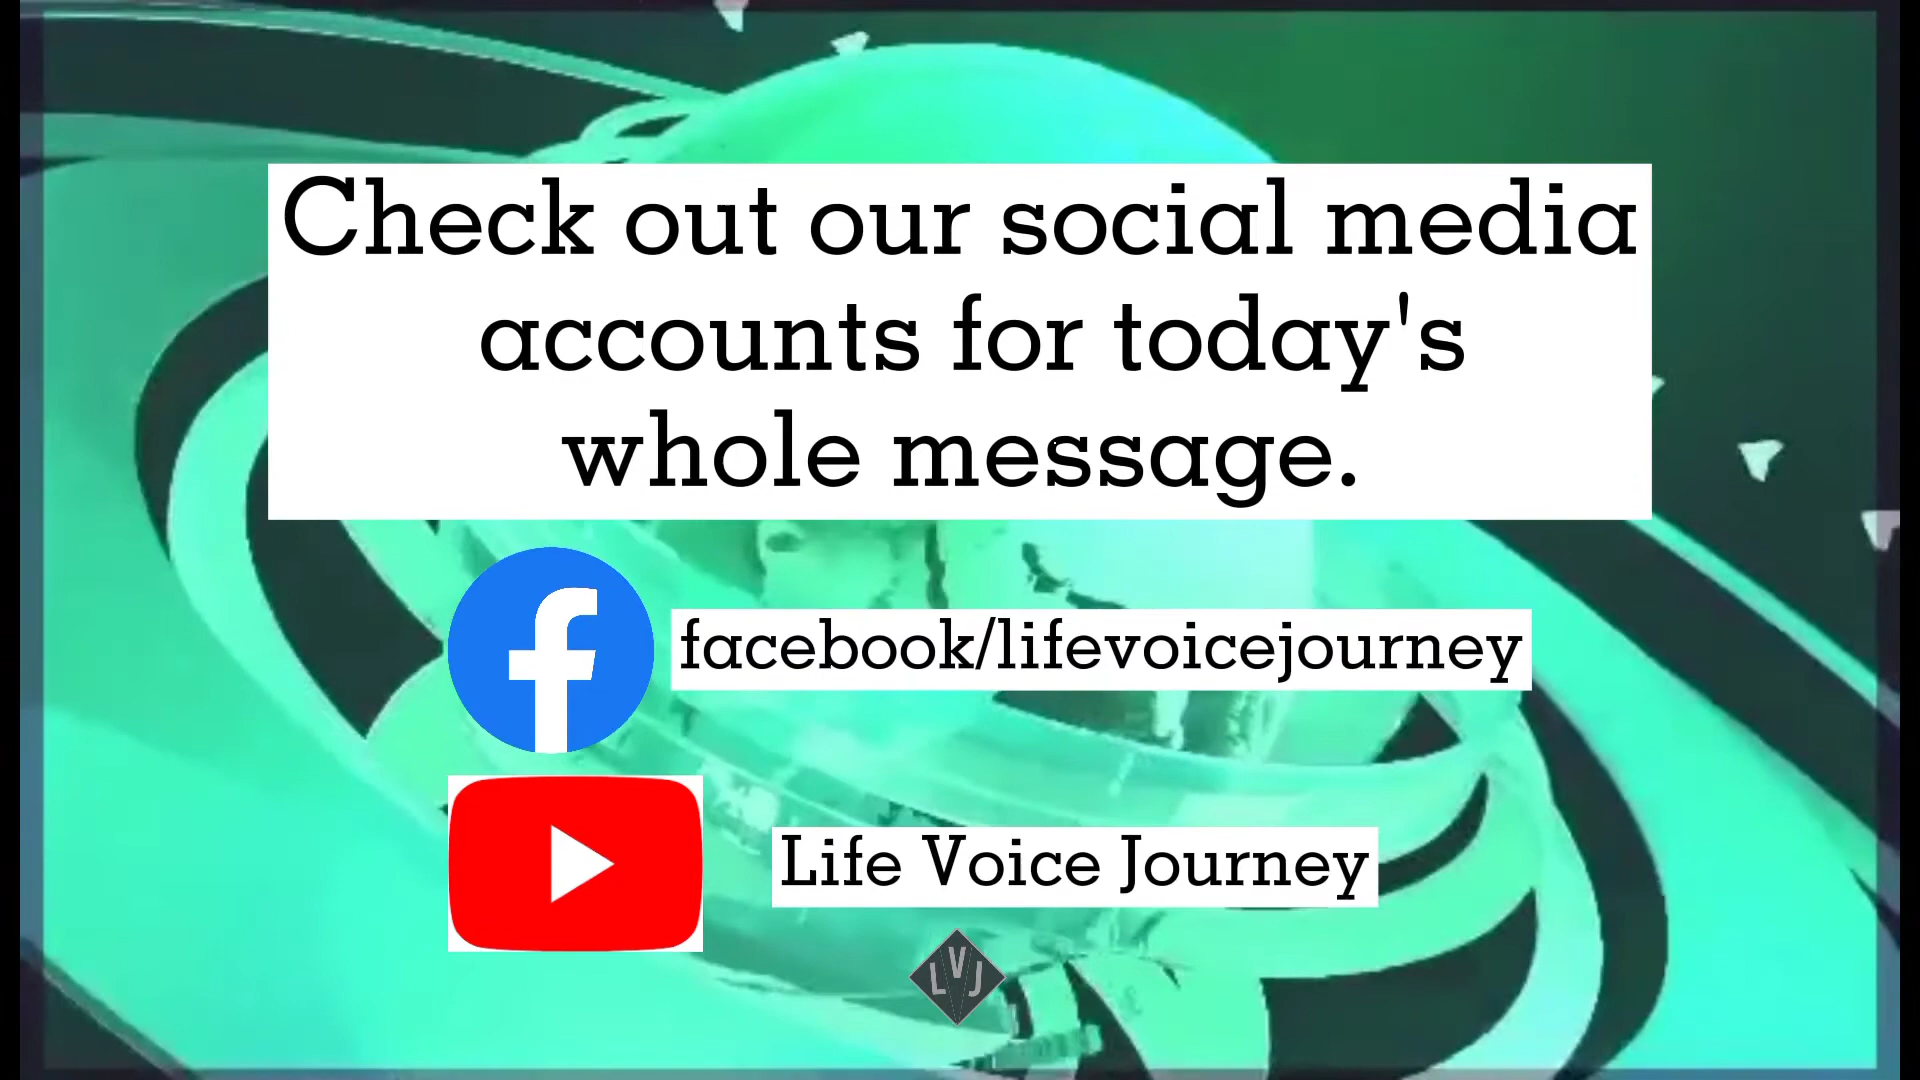 Check out our social media
accounts for today's
whole message.
facebook/lifevoicejourney
Life Voice Journey
LVJ